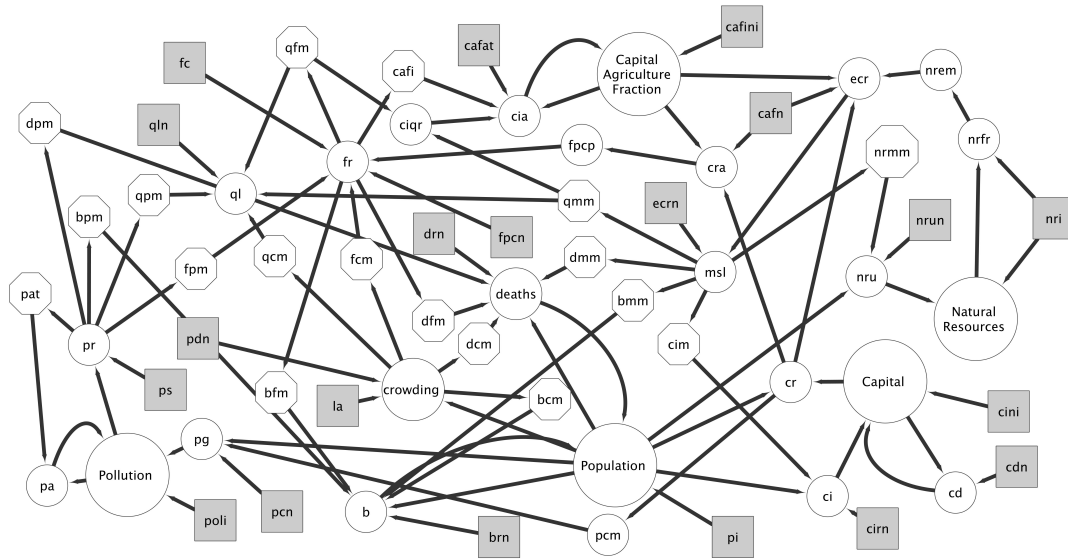 cafini
qfm
cafat
fc
Capital
Agriculture
Fraction
cafi
nrem
ecr
cafn
cia
dpm
qln
ciqr
nrfr
fpcp
nrmm
fr
cra
ql
qpm
qmm
bpm
ecrn
nri
nrun
drn
fpcn
qcm
fcm
dmm
fpm
msl
nru
pat
deaths
bmm
dfm
Natural
Resources
pdn
dcm
cim
pr
cr
Capital
ps
bfm
crowding
la
bcm
cini
pg
Population
Pollution
cdn
pa
cd
ci
b
pcn
poli
cirn
pcm
brn
pi